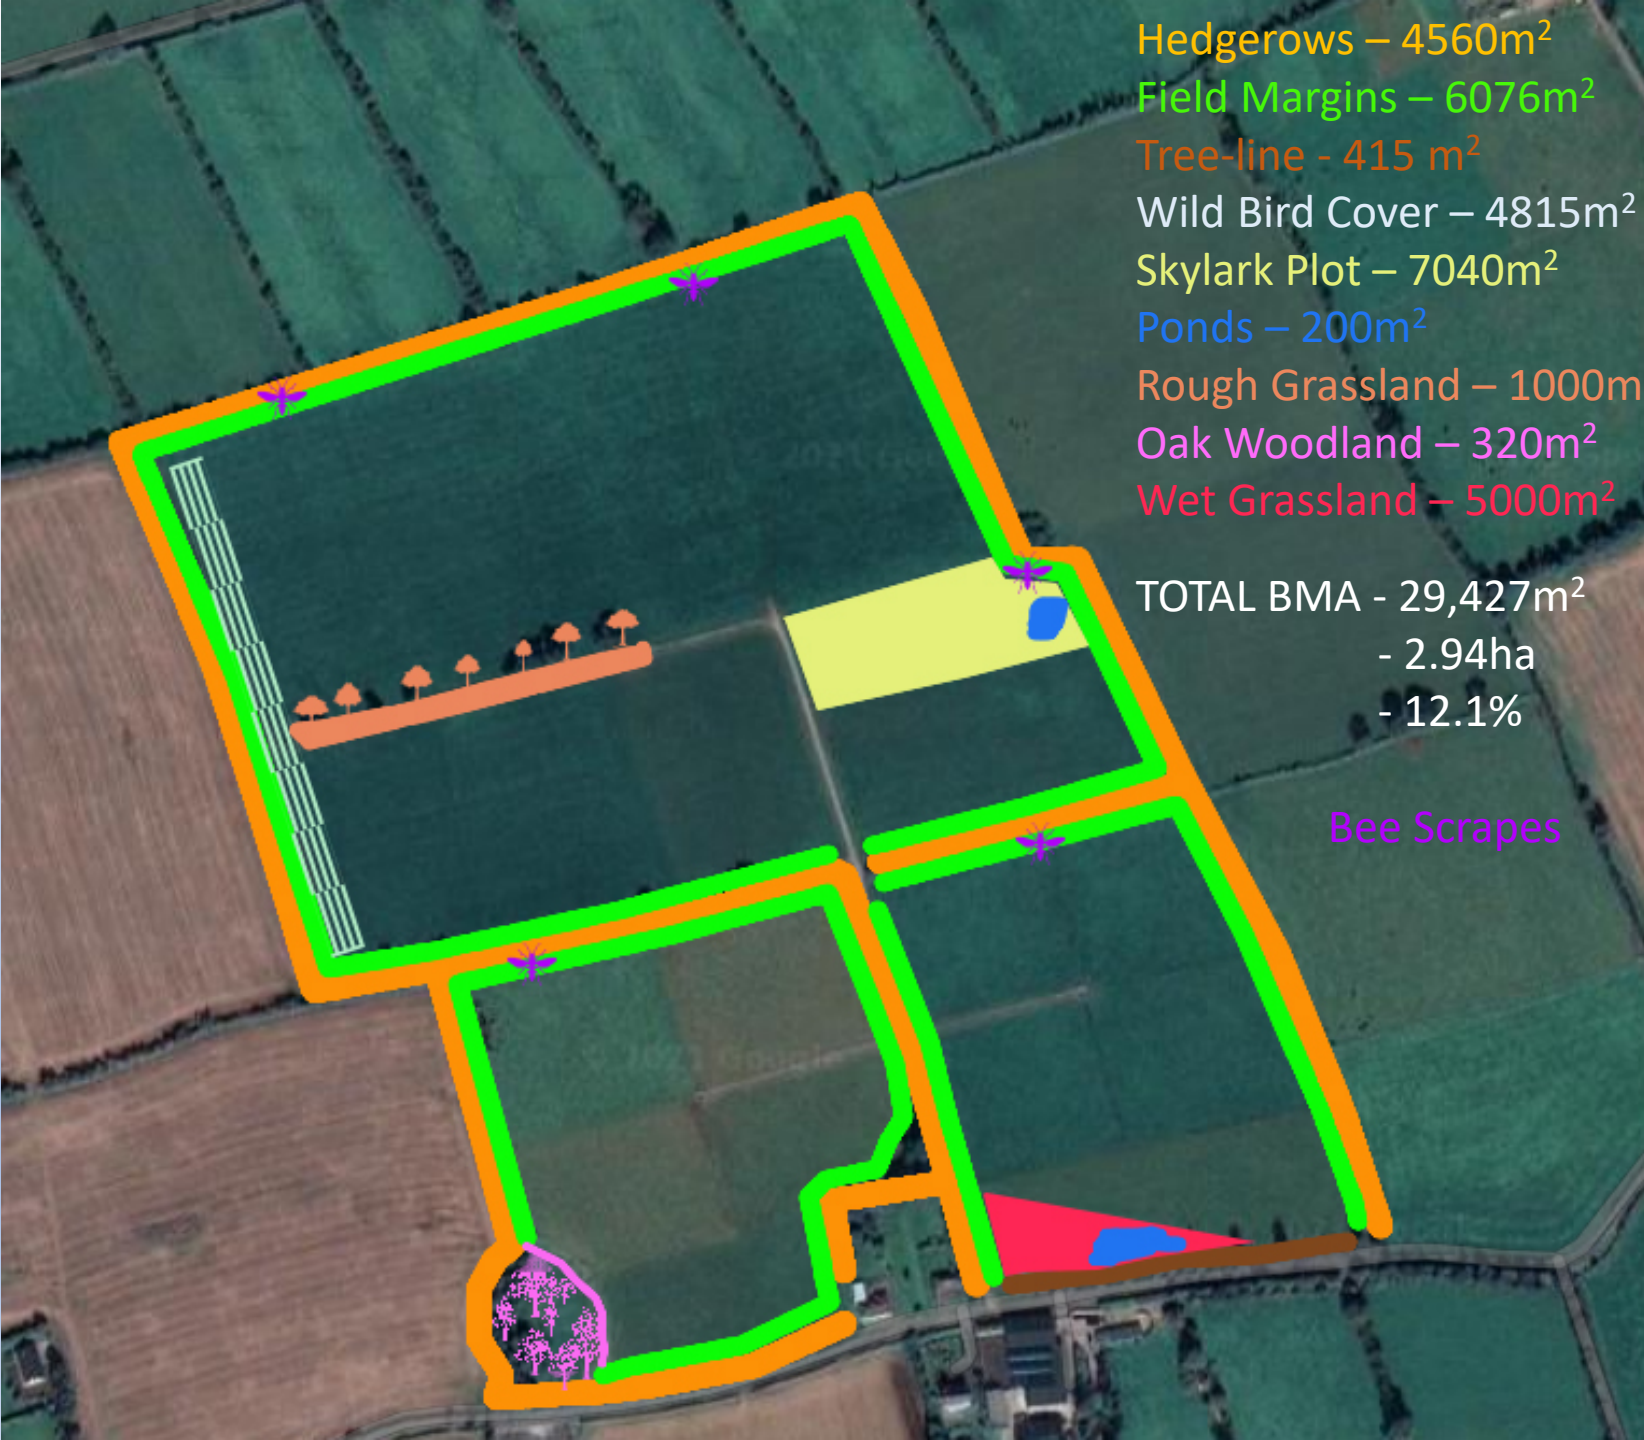 Hedgerows – 4560m²
Field Margins – 6076m²
Tree-line - 415 m²
Wild Bird Cover – 4815m²
Skylark Plot – 7040m²
Ponds – 200m²
Rough Grassland – 1000m
Oak Woodland – 320m²
Wet Grassland – 5000m²
TOTAL BMA - 29,427m²
- 2.94ha
- 12.1%
Bee Scrapes
Google